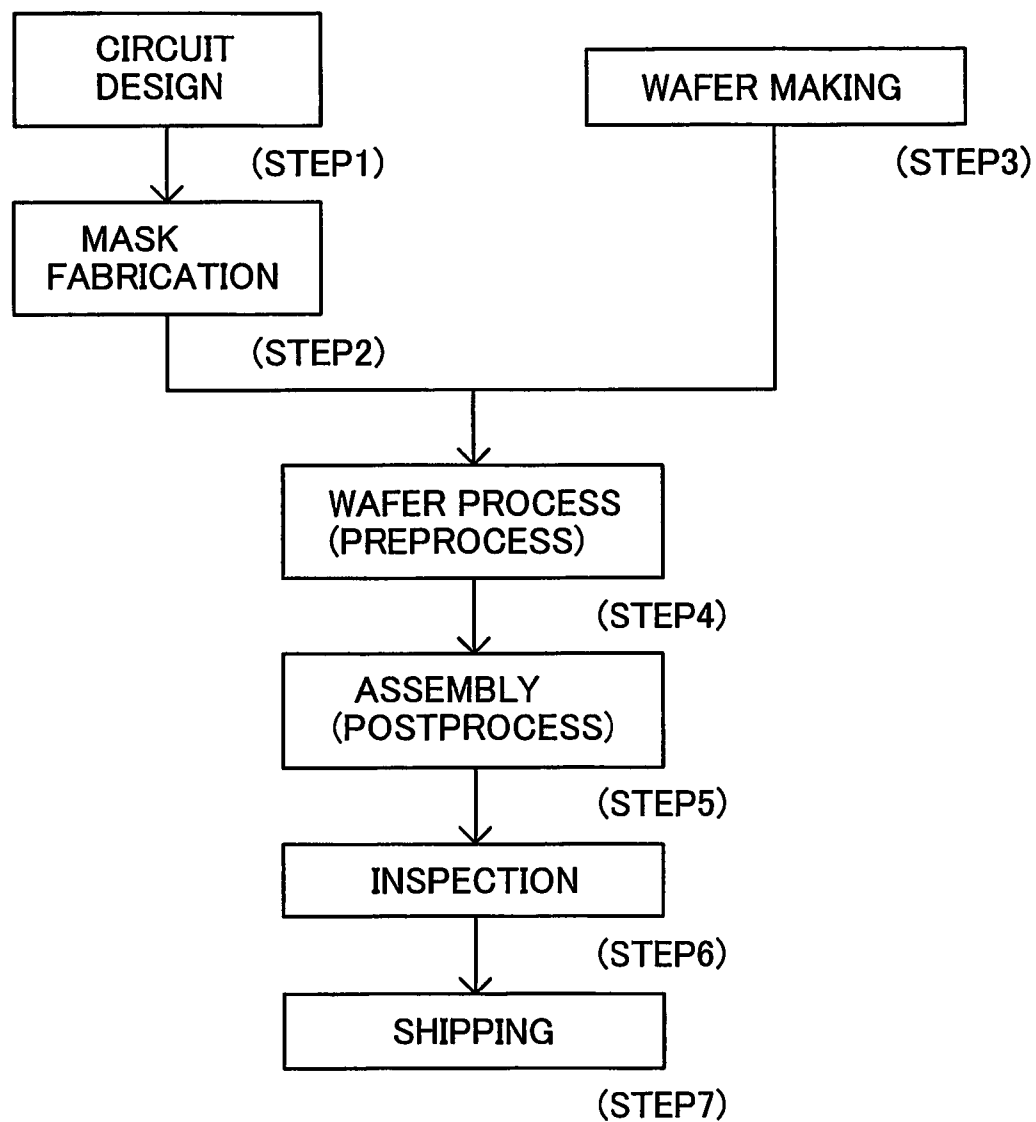 CIRCUIT
DESIGN
(STEP1)
MASK
FABRICATION
(STEP2)
WAFER MAKING
(STEP3)
WAFER PROCESS
(PREPROCESS)
(STEP4)
ASSEMBLY
(POSTPROCESS)
(STEP5)
INSPECTION
(STEP6)
SHIPPING
(STEP7)